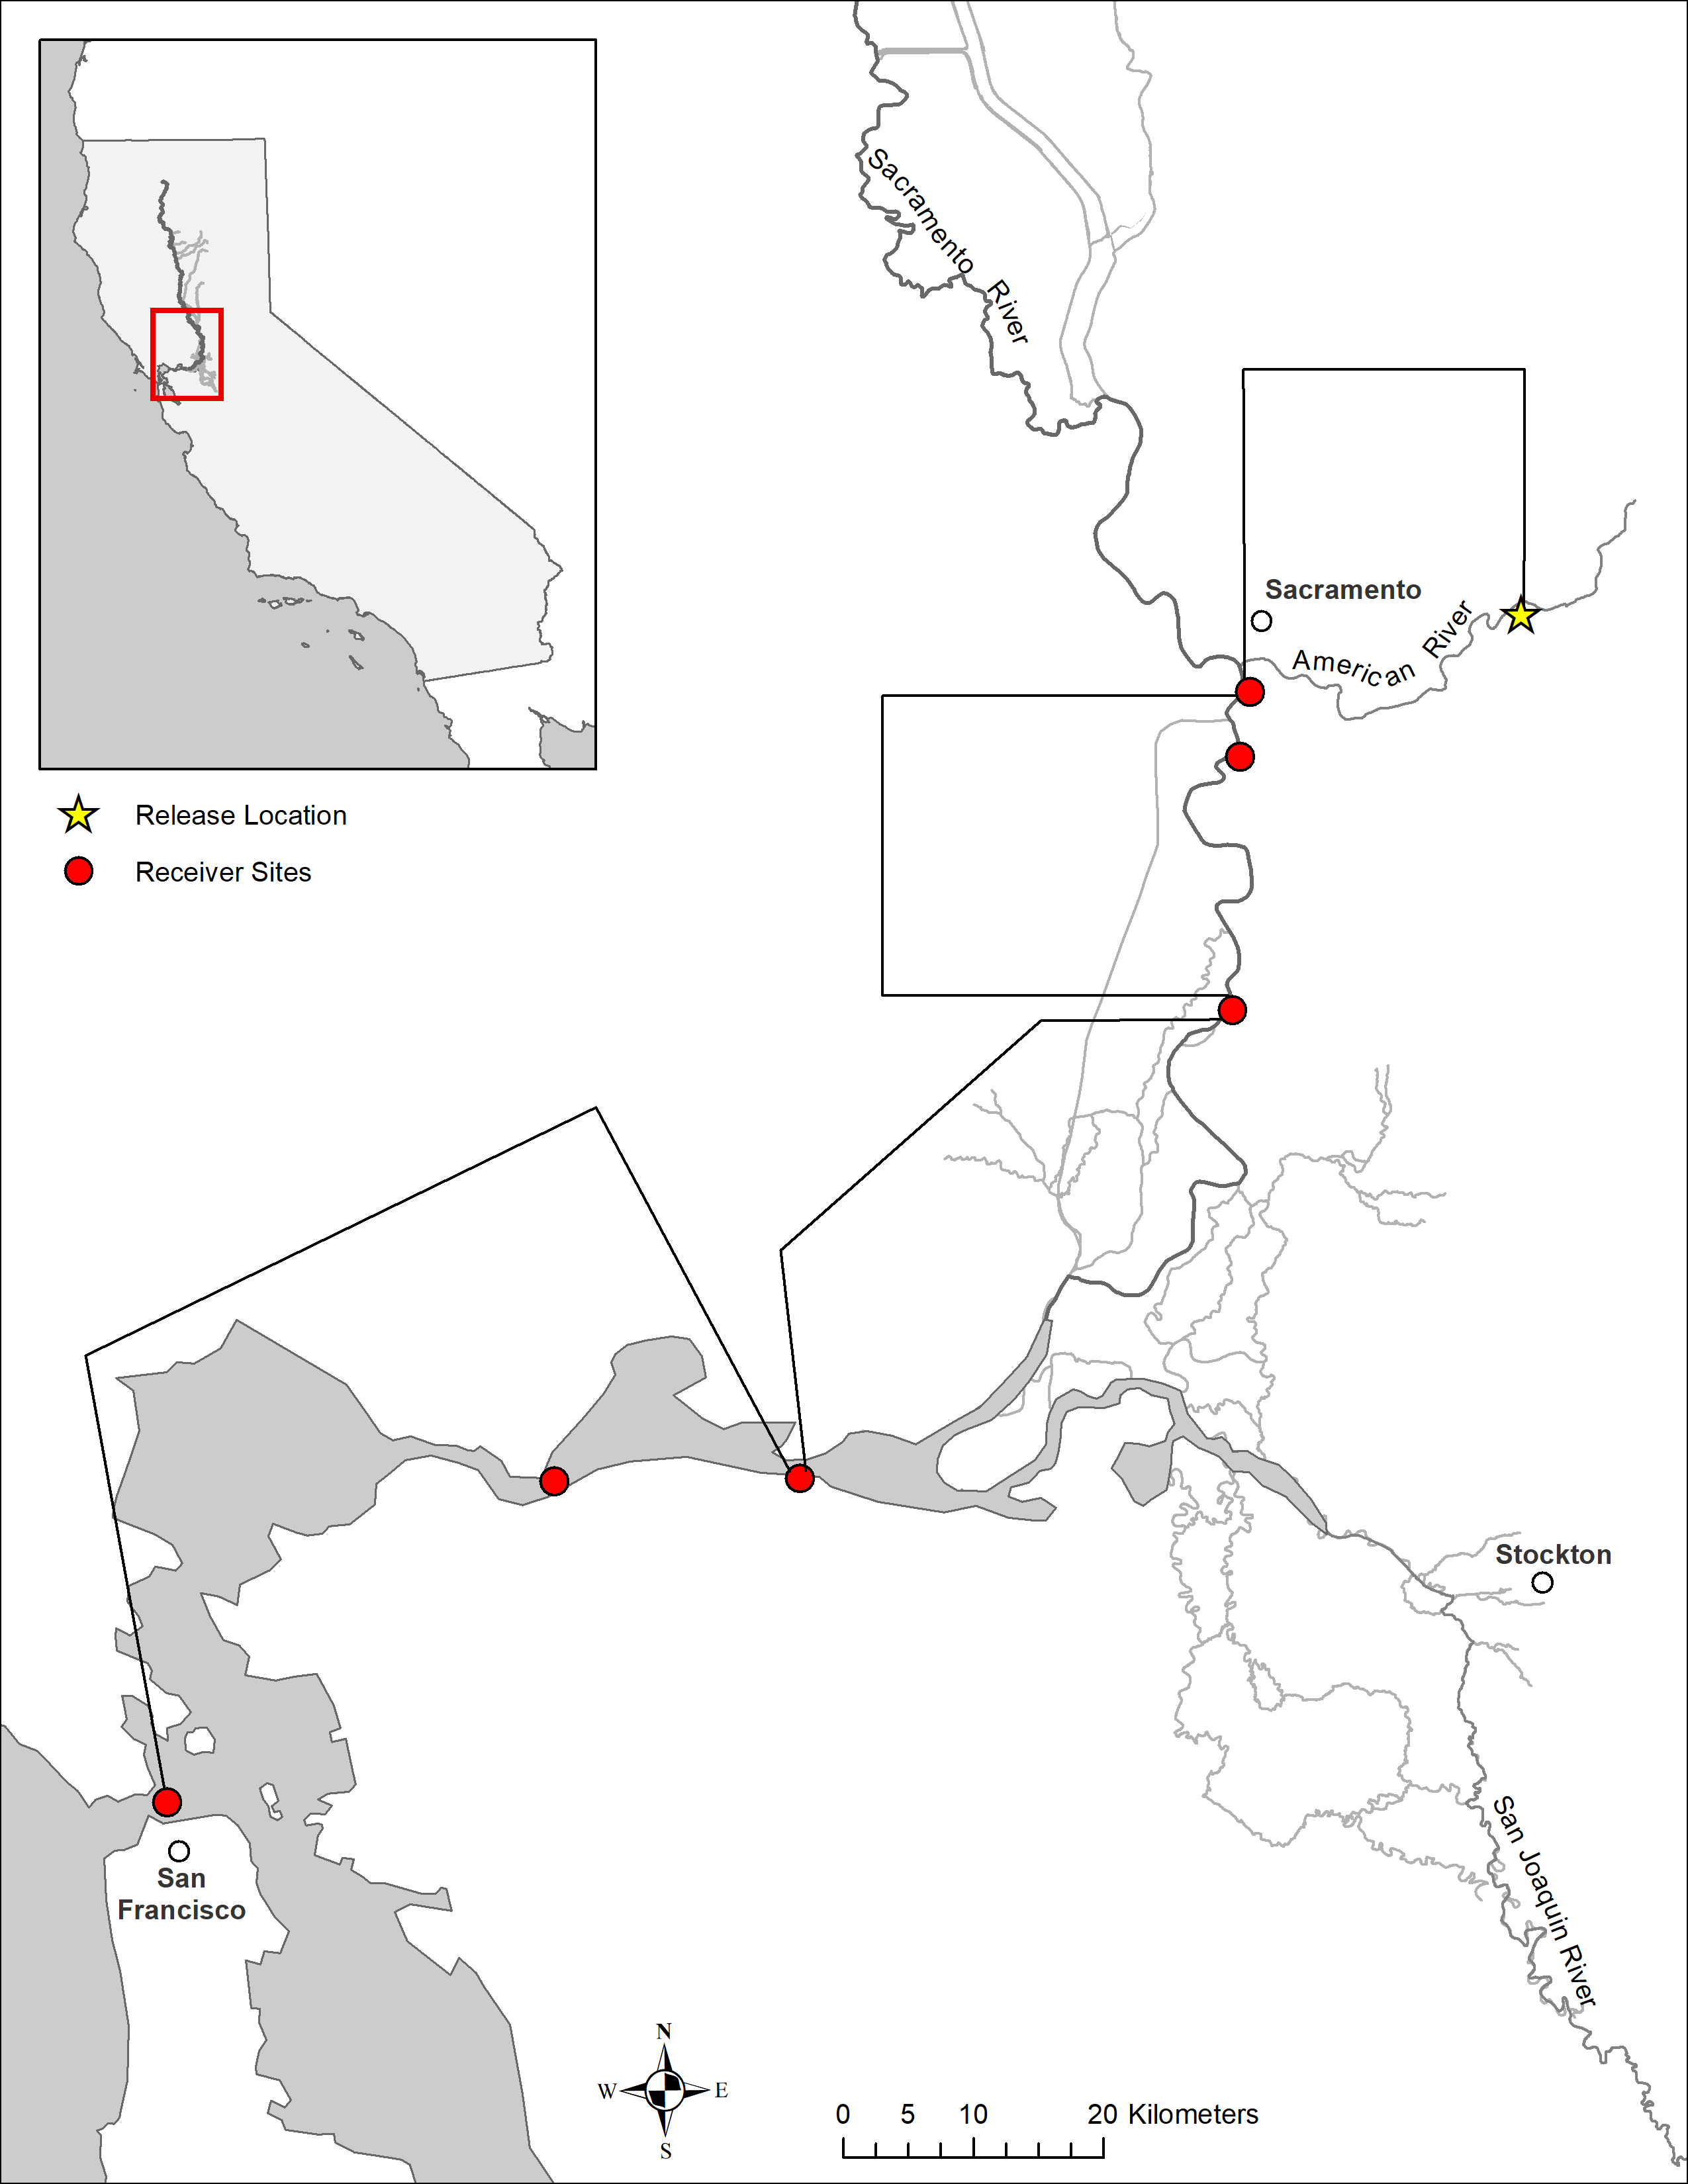 Sacramento River
Sacramento
American River
Release Location
Receiver Sites
Stockton
San Joaquin River
San
Francisco
N
W
E
S
0 5 10 20 Kilometers